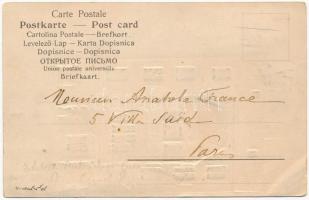 Carte Postale
Postkarte — Post card
Cartolina Postale — Brefkort
Levelező-Lap — Karta Dopisnica
Dopisnice — Dopisnica
ОТКРЫТОЕ ПИСЬМО
Union postale universelle
Briefkaart.
Monsieur Anatole France
5 Villa Saïd
Paris